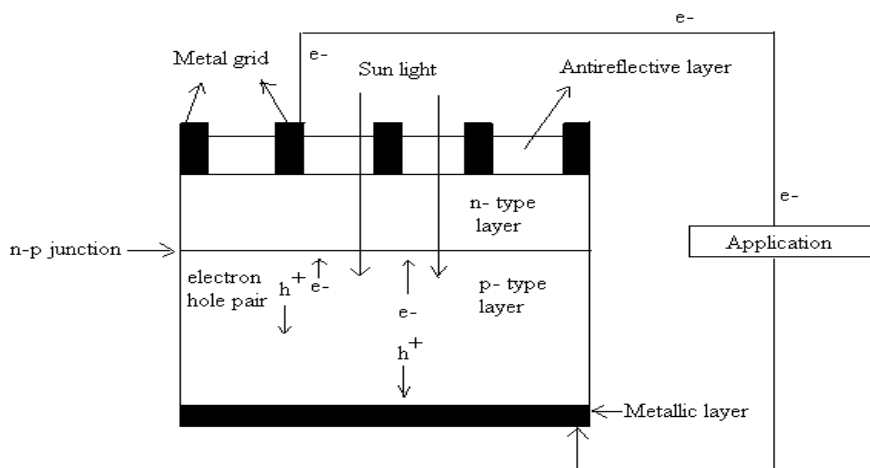 e-
Metal grid
e-
Sun light
Antireflective layer
n- type
layer
e-
n-p junction
Application
electron
hole pair
h+
e-
p- type
layer
e-
h+
Metallic layer